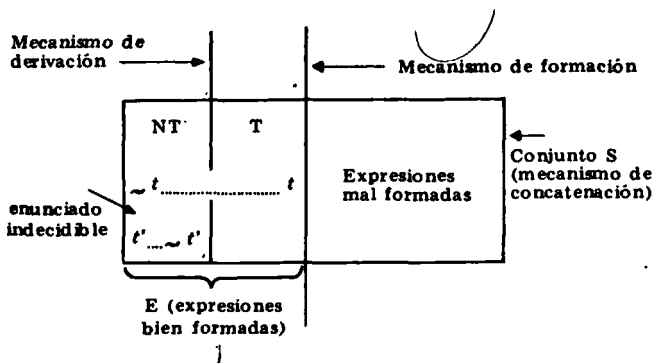 Mecanismo de
derivación
Mecanismo de formación
NT T
Expresiones
mal formadas
Conjunto S
(mecanismo de
concatenación)
~ t ........................ t
enunciado
indecidible
t' .... ~ t'
E (expresiones
bien formadas)